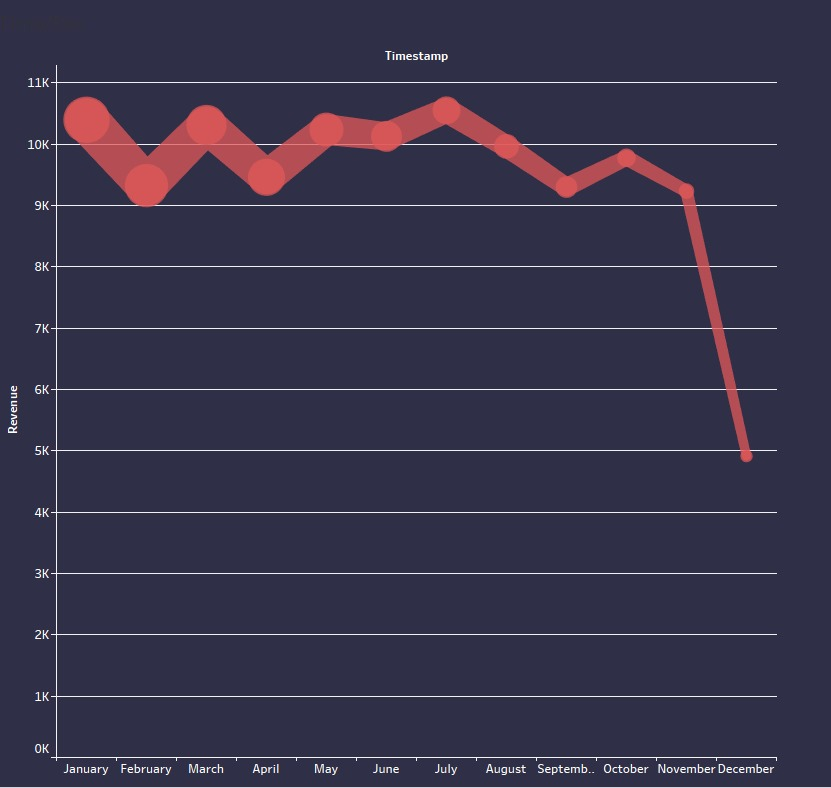 Timestamp
11K
10K
9K
8K
7K
6K
5K
4K
3K
2K
1K
0K
Revenue
January February March April May June July August Septemb.. October November December